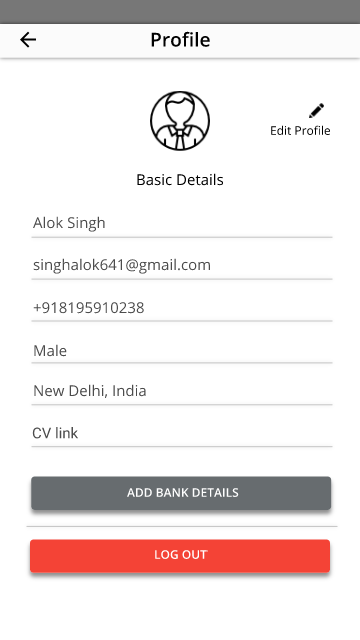 Profile
Edit Profile
Basic Details
Alok Singh
singhalok641@gmail.com
+918195910238
Male
New Delhi, India
CV link
ADD BANK DETAILS
LOG OUT